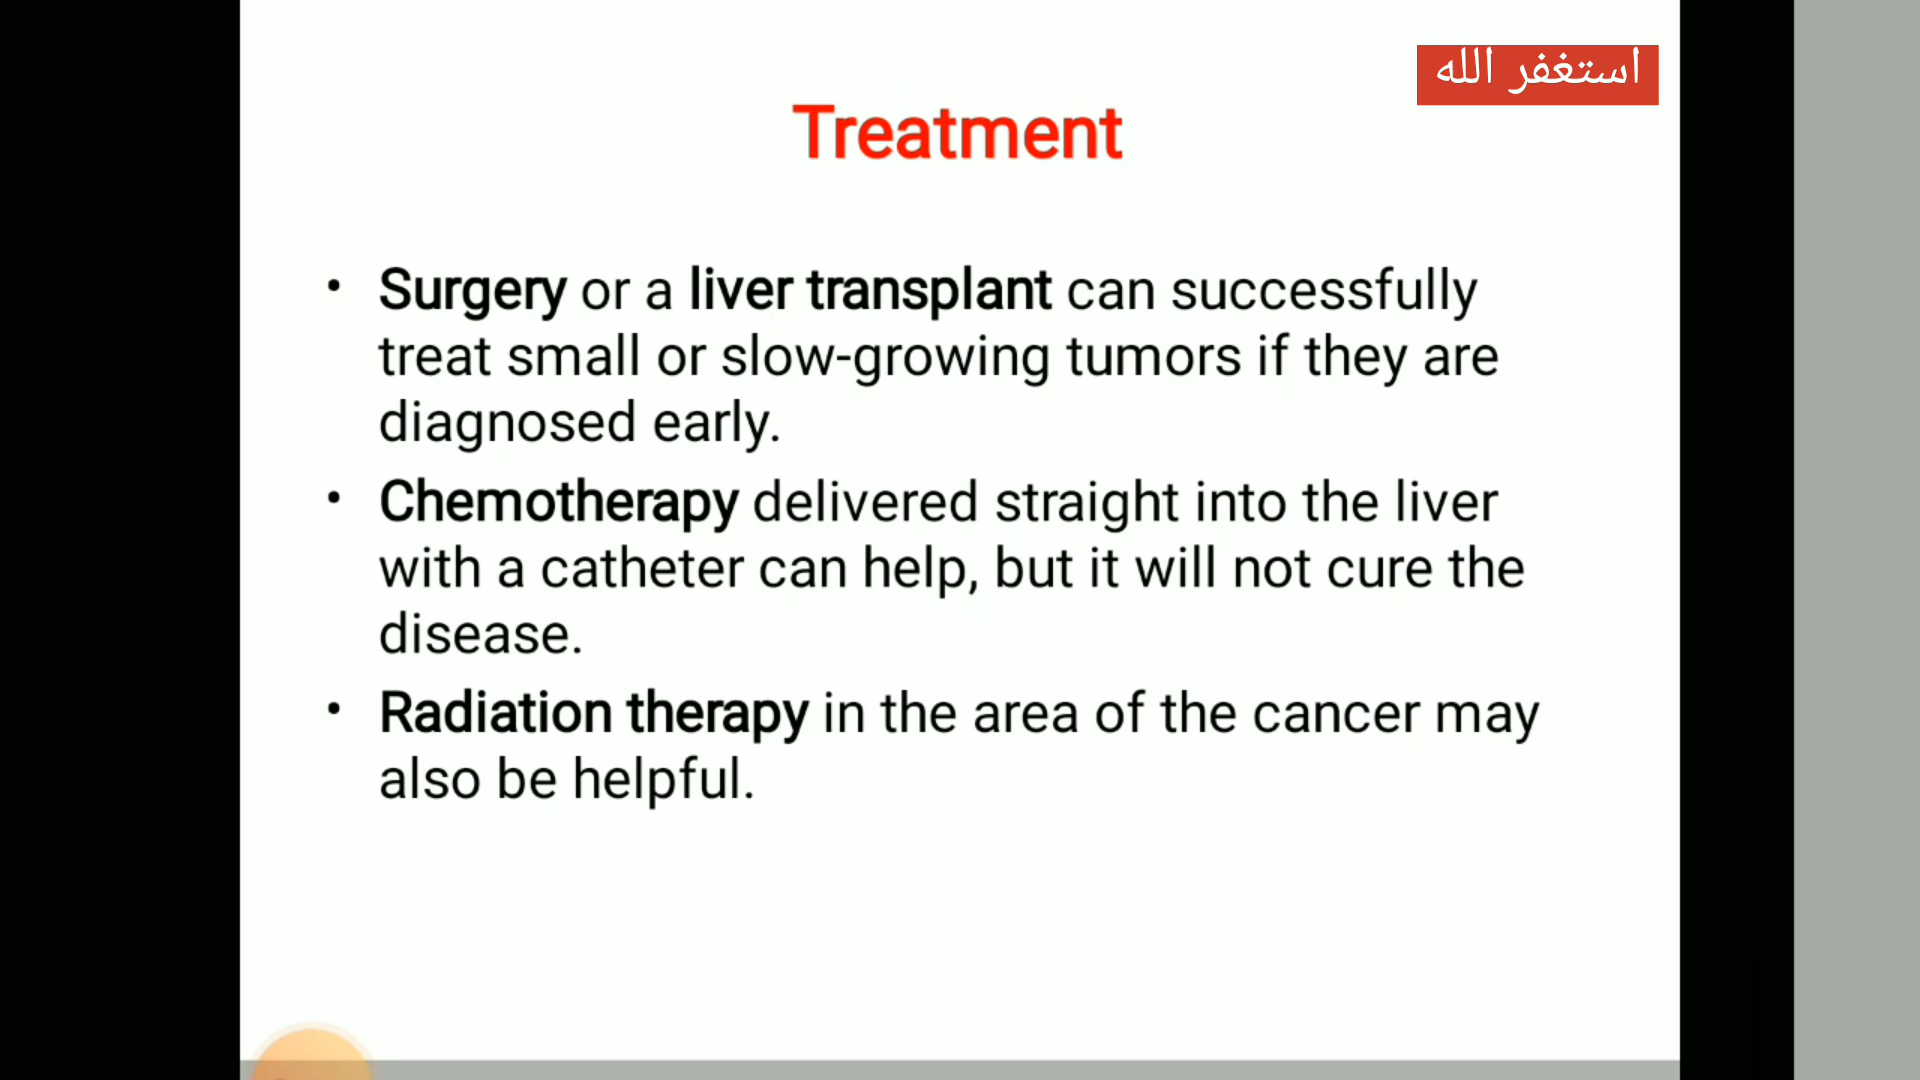 استغفر الله
Treatment
• Surgery or a liver transplant can successfully
treat small or slow-growing tumors if they are
diagnosed early.
• Chemotherapy delivered straight into the liver
with a catheter can help, but it will not cure the
disease.
• Radiation therapy in the area of the cancer may
also be helpful.